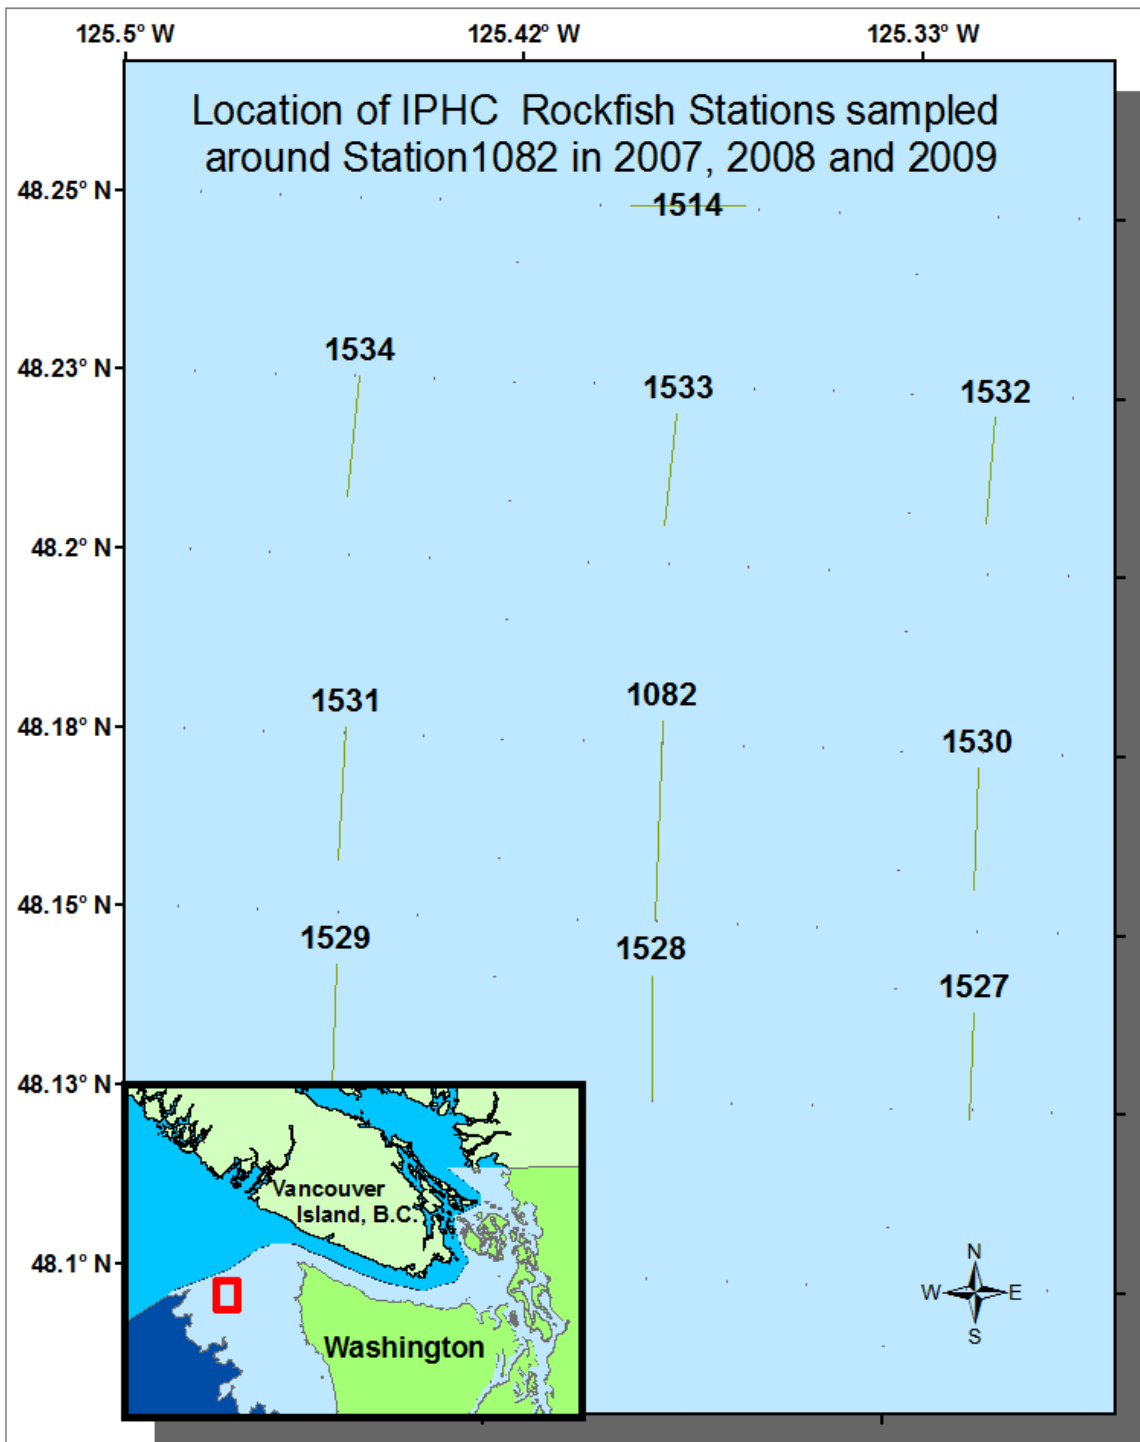 125.5° W 125.42° W 125.33° W
Location of IPHC Rockfish Stations sampled
around Station1082 in 2007, 2008 and 2009
48.25° N
1514
1534
48.23° N
1533
1532
48.2° N
1531
1082
48.18° N
1530
48.15° N
1529
1528
1527
48.13° N
Vancouver
Island, B.C.
48.1° N
N
W E
S
Washington